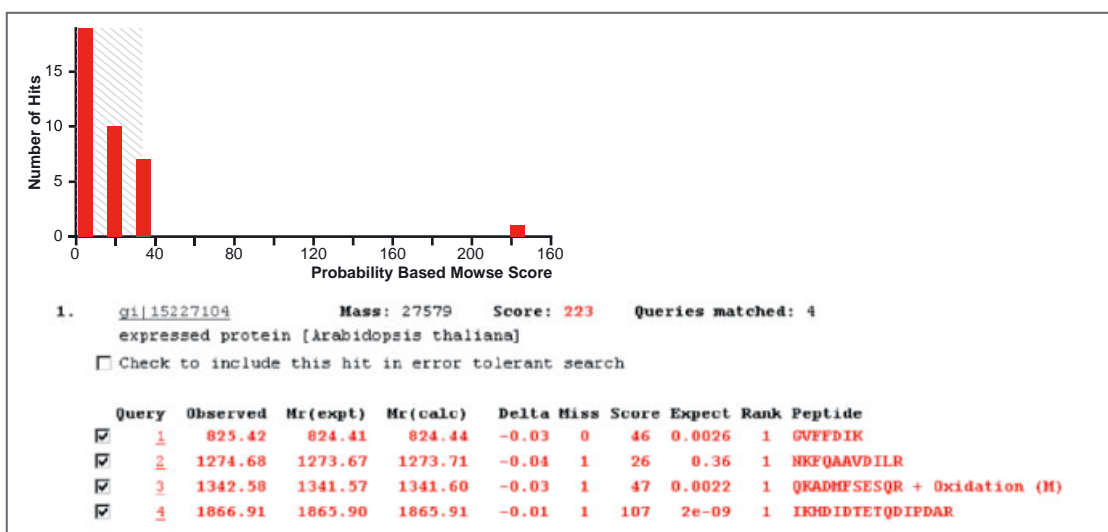 Number of Hits
15
10
5
0
0 40 80 120 160 200 160
Probability Based Mowse Score
1. gi|15227104 Mass: 27579 Score: 223 Queries matched: 4
expressed protein [Arabidopsis thaliana]
Check to include this hit in error tolerant search
Query Observed Mr(expt) Mr(calc) Delta Miss Score Expect Rank Peptide
1 825.42 824.41 824.44 -0.03 0 46 0.0026 1 GVFFDIK
2 1274.68 1273.67 1273.71 -0.04 1 26 0.36 1 NKFQAAVDILR
3 1342.58 1341.57 1341.60 -0.03 1 47 0.0022 1 QKADMFSESQR + Oxidation (M)
4 1866.91 1865.90 1865.91 -0.01 1 107 2e-09 1 IKMDIDTETQDIPDAR